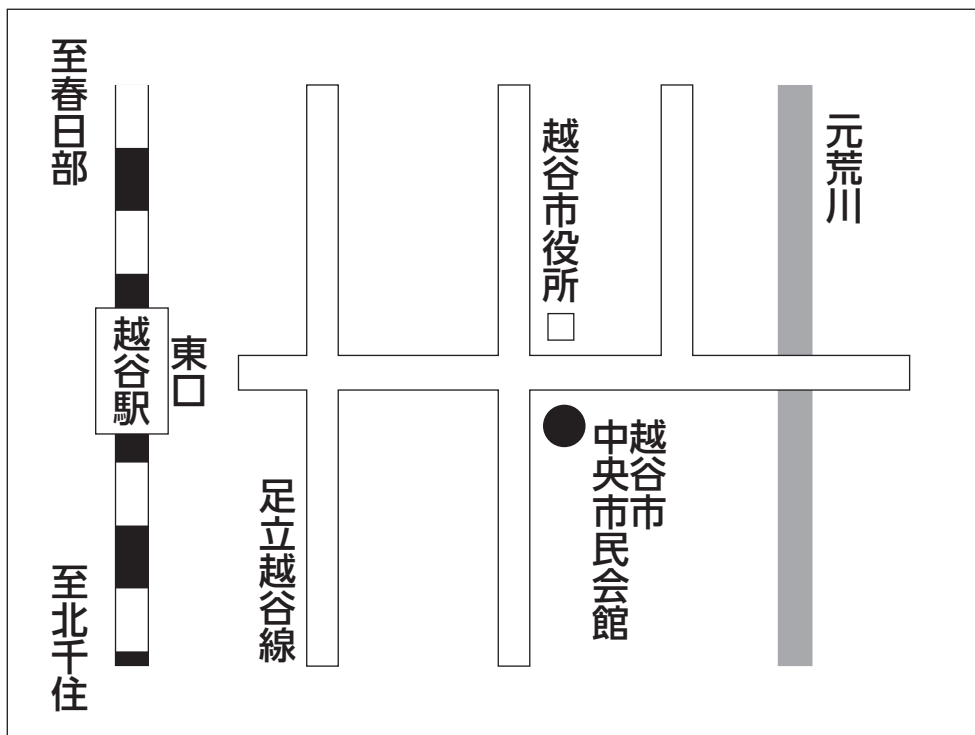 至春日部
越谷駅
東口
至北千住
足立越谷線
越谷市役所
越谷市
中央市民会館
元荒川